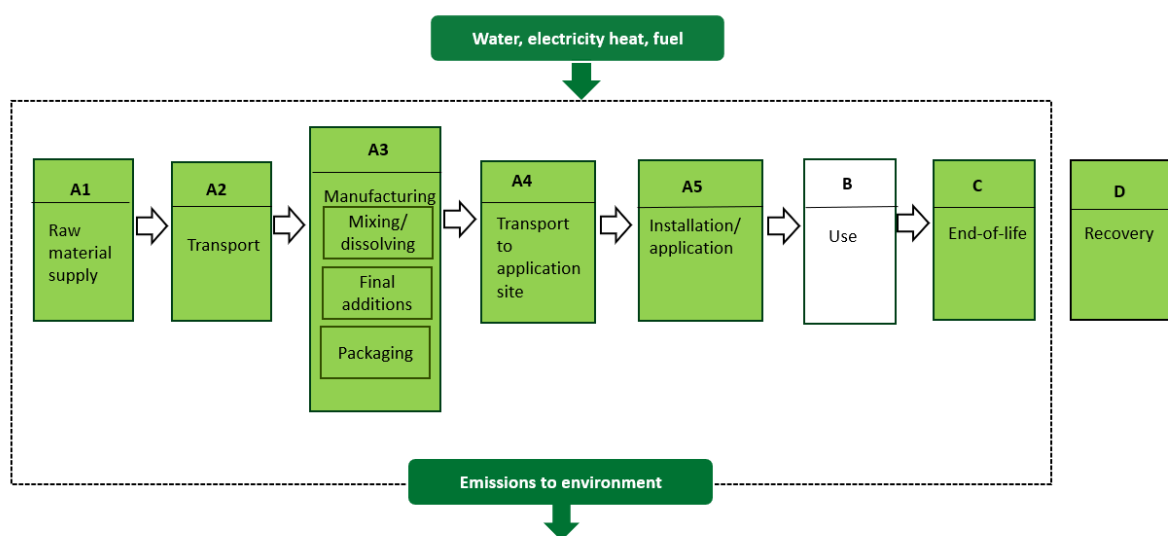 Water, electricity heat, fuel
A1
Raw
material
supply
A2
Transport
A3
Manufacturing
Mixing/
dissolving
Final
additions
Packaging
A4
Transport
to
application
site
A5
Installation/
application
B
Use
C
End-of-life
D
Recovery
Emissions to environment